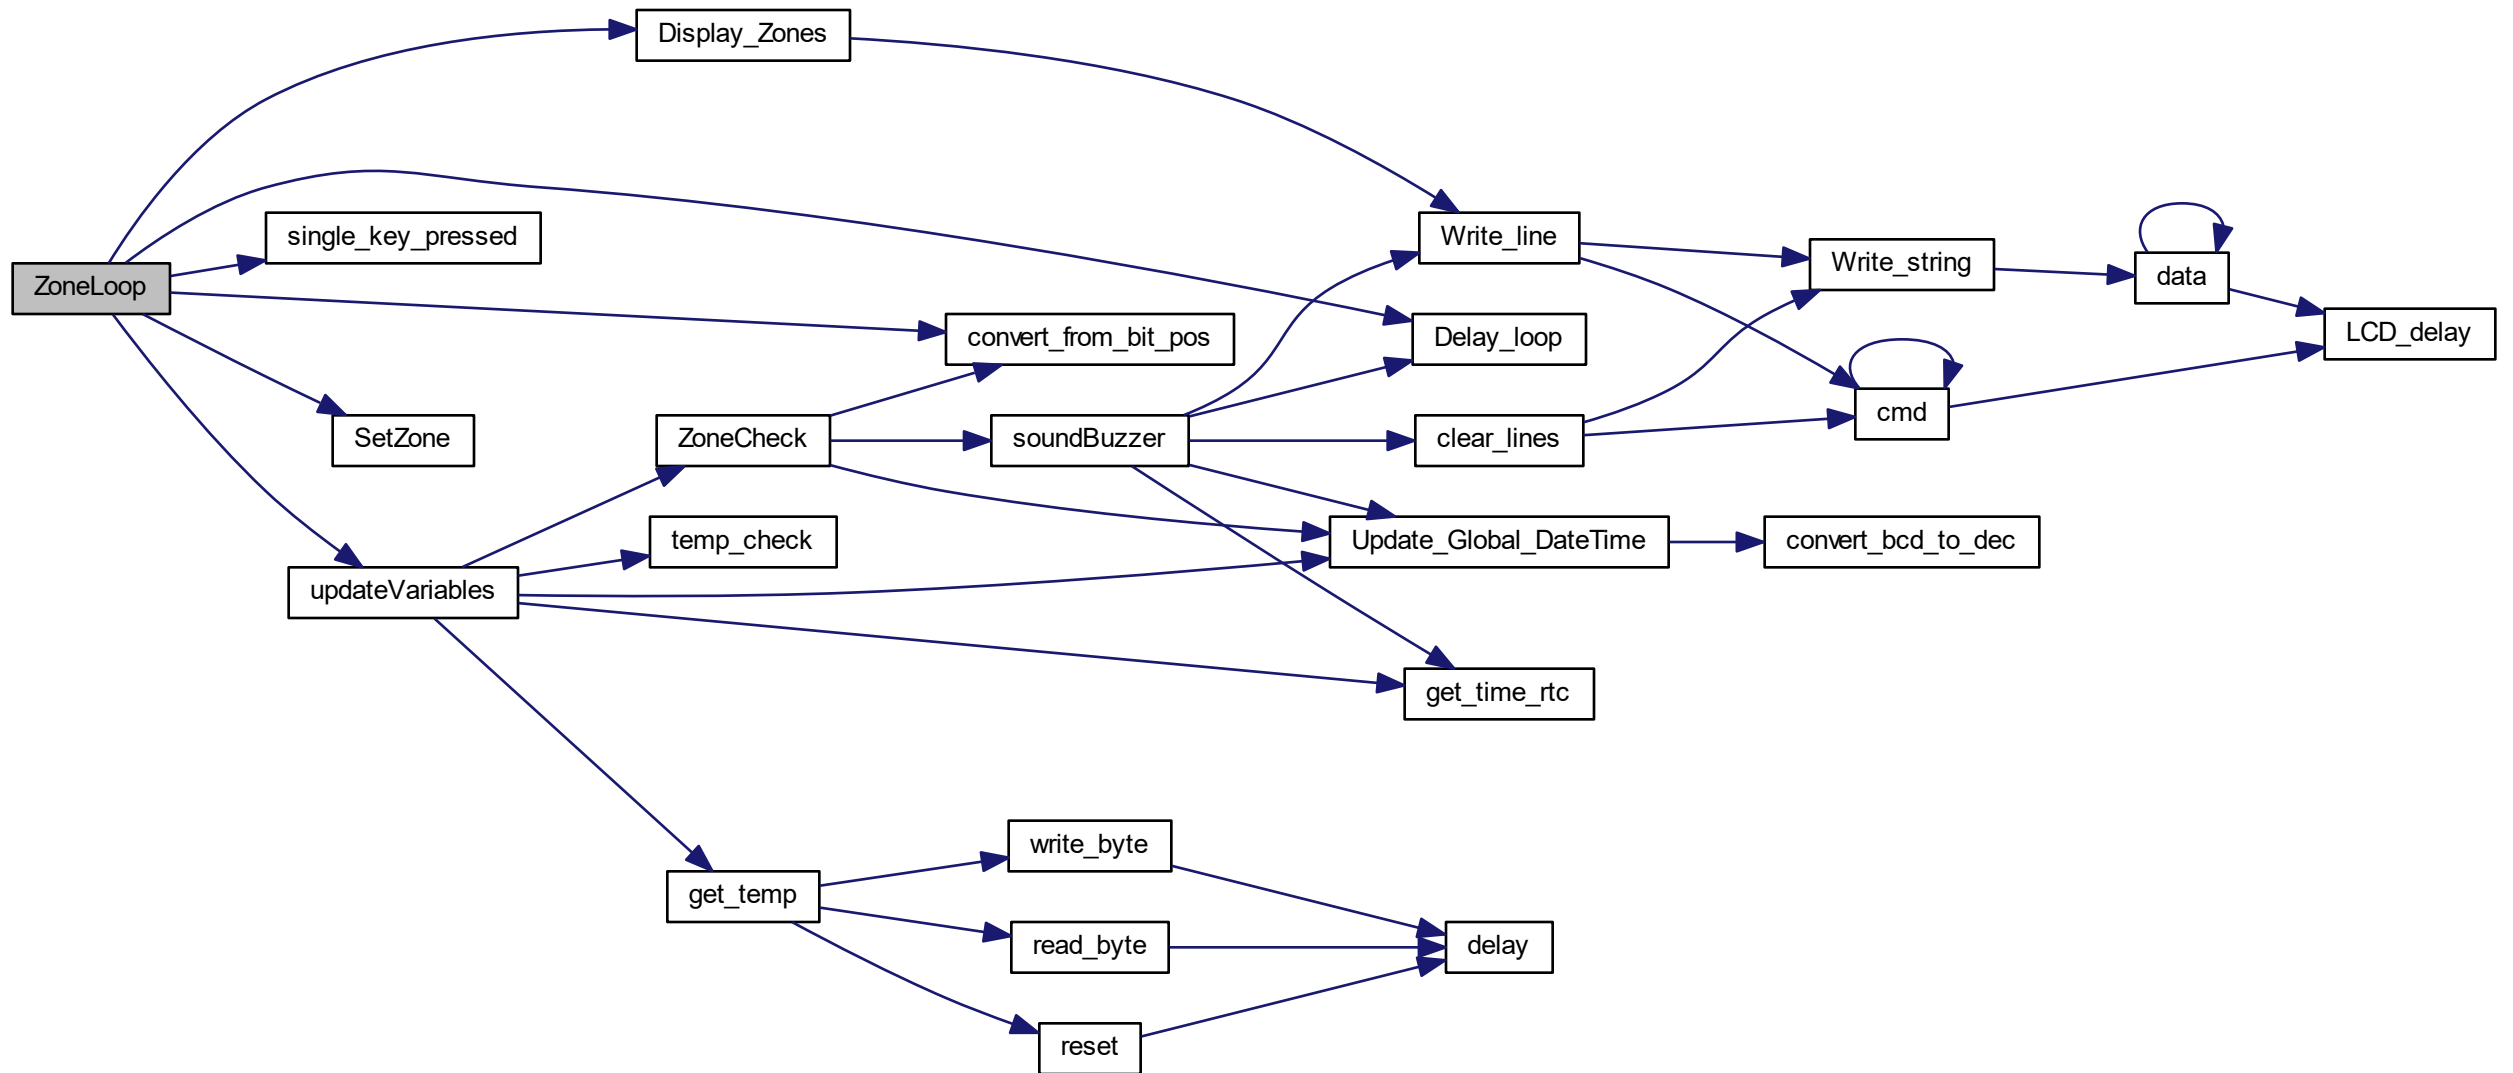 Display_Zones
single_key_pressed
Write_line
Write_string
data
ZoneLoop
convert_from_bit_pos
Delay_loop
LCD_delay
SetZone
ZoneCheck
soundBuzzer
clear_lines
cmd
temp_check
Update_Global_DateTime
convert_bcd_to_dec
updateVariables
get_time_rtc
write_byte
get_temp
read_byte
delay
reset